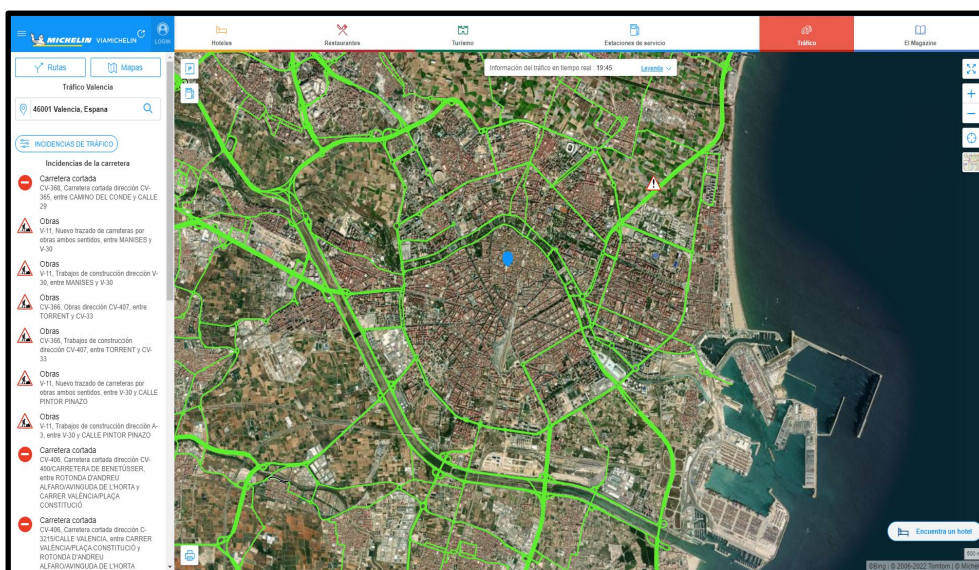 MICHELIN VIAMICHELIN
LOGIN
Hoteles
Restaurantes
Turismo
Estaciones de servicio
Tráfico
El Magazine
Rutas
Mapas
Tráfico Valencia
46001 Valencia, Espana
INCIDENCIAS DE TRÁFICO
Incidencias de la carretera
Carretera cortada
CV-368, Carretera cortada dirección CV-
365, entre CAMINO DEL CONDE y CALLE
29
Obras
V-11, Nuevo trazado de carreteras por
obras ambos sentidos, entre MANISES y
V-30
Obras
V-11, Trabajos de construcción dirección V-
30, entre MANISES y V-30
Obras
CV-366, Obras dirección CV-407, entre
TORRENT y CV-33
Obras
CV-366, Trabajos de construcción
dirección CV-407, entre TORRENT y CV-
33
Obras
V-11, Nuevo trazado de carreteras por
obras ambos sentidos, entre V-30 y CALLE
PINTOR PINAZO
Obras
V-11, Trabajos de construcción dirección A-
3, entre V-30 y CALLE PINTOR PINAZO
Carretera cortada
CV-406, Carretera cortada dirección CV-
400/CARRETERA DE BENETÚSSER,
entre ROTONDA D'ANDREU
ALFARO/AVINGUDA DE L'HORTA y
CARRER VALÈNCIA/PLAÇA
CONSTITUCIÓ
Carretera cortada
CV-406, Carretera cortada dirección C-
3215/CALLE VALENCIA, entre CARRER
VALÈNCIA/PLAÇA CONSTITUCIÓ y
ROTONDA D'ANDREU
ALFARO/AVINGUDA DE L'HORTA
P
Información del tráfico en tiempo real : 19:45
Leyenda
Encuentra un hotel
©Bing | © 2006-2022 Tomtom | ©